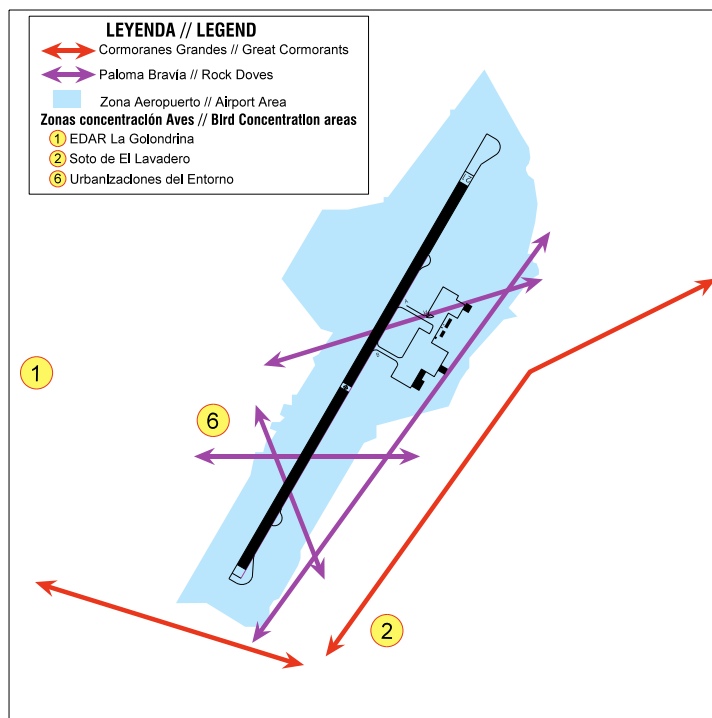 LEYENDA // LEGEND
Cormoranes Grandes // Great Cormorants
Paloma Bravía // Rock Doves
Zona Aeropuerto // Airport Area
Zonas concentración Aves // Bird Concentration areas
1 EDAR La Golondrina
2 Soto de El Lavadero
6 Urbanizaciones del Entorno
1
6
2